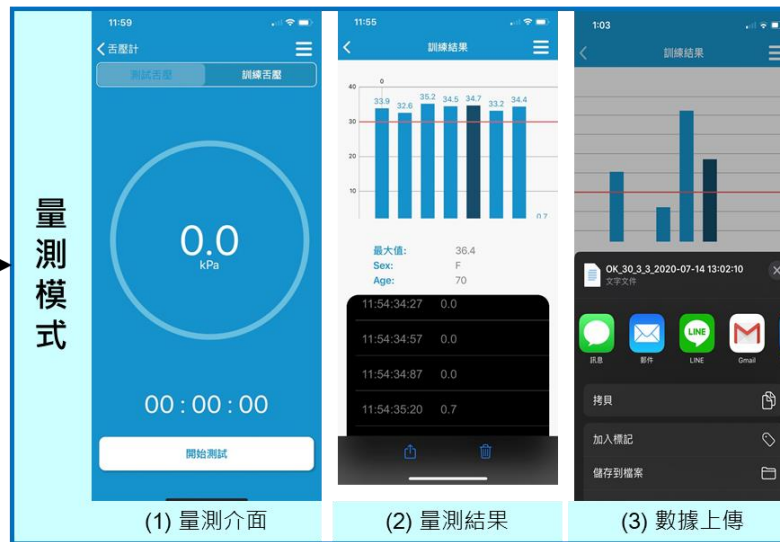 量測模式
11:59
舌壓計
測試舌壓
訓練舌壓
0.0
kPa
00 : 00 : 00
開始測試
(1) 量測介面
11:55
訓練結果
0
40
30
20
10
33.9 32.6 35.2 34.5 34.7 33.2 34.4
0.7
最大值: 36.4
Sex: F
Age: 70
11:54:34:27 0.0
11:54:34:57 0.0
11:54:34:87 0.0
11:54:35:20 0.7
(2) 量測結果
1:03
訓練結果
OK_30_3_3_2020-07-14 13:02:10
文字文件
LINE
訊息 郵件 LINE Gmail
拷貝
加入標記
儲存到檔案
(3) 數據上傳